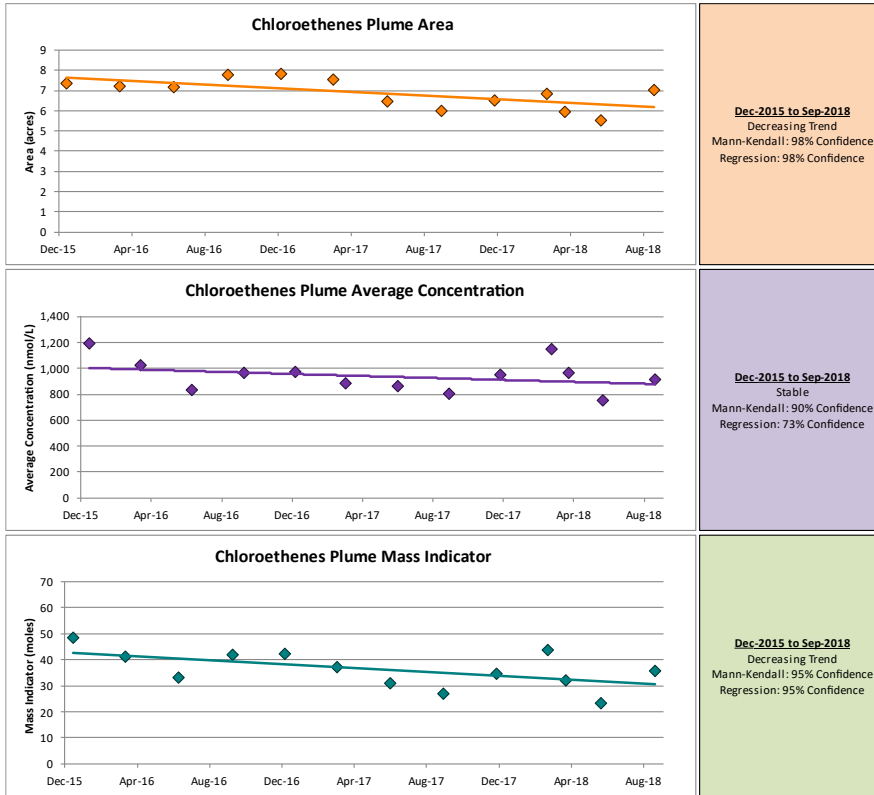 Chloroethenes Plume Area
Area (acres)
9
8
7
6
5
4
3
2
1
0
Dec-15 Apr-16 Aug-16 Dec-16 Apr-17 Aug-17 Dec-17 Apr-18 Aug-18
Dec-2015 to Sep-2018
Decreasing Trend
Mann-Kendall: 98% Confidence
Regression: 98% Confidence
Chloroethenes Plume Average Concentration
Average Concentration (nmol/L)
1,400
1,200
1,000
800
600
400
200
0
Dec-15 Apr-16 Aug-16 Dec-16 Apr-17 Aug-17 Dec-17 Apr-18 Aug-18
Dec-2015 to Sep-2018
Stable
Mann-Kendall: 90% Confidence
Regression: 73% Confidence
Chloroethenes Plume Mass Indicator
Mass Indicator (moles)
70
60
50
40
30
20
10
0
Dec-15 Apr-16 Aug-16 Dec-16 Apr-17 Aug-17 Dec-17 Apr-18 Aug-18
Dec-2015 to Sep-2018
Decreasing Trend
Mann-Kendall: 95% Confidence
Regression: 95% Confidence